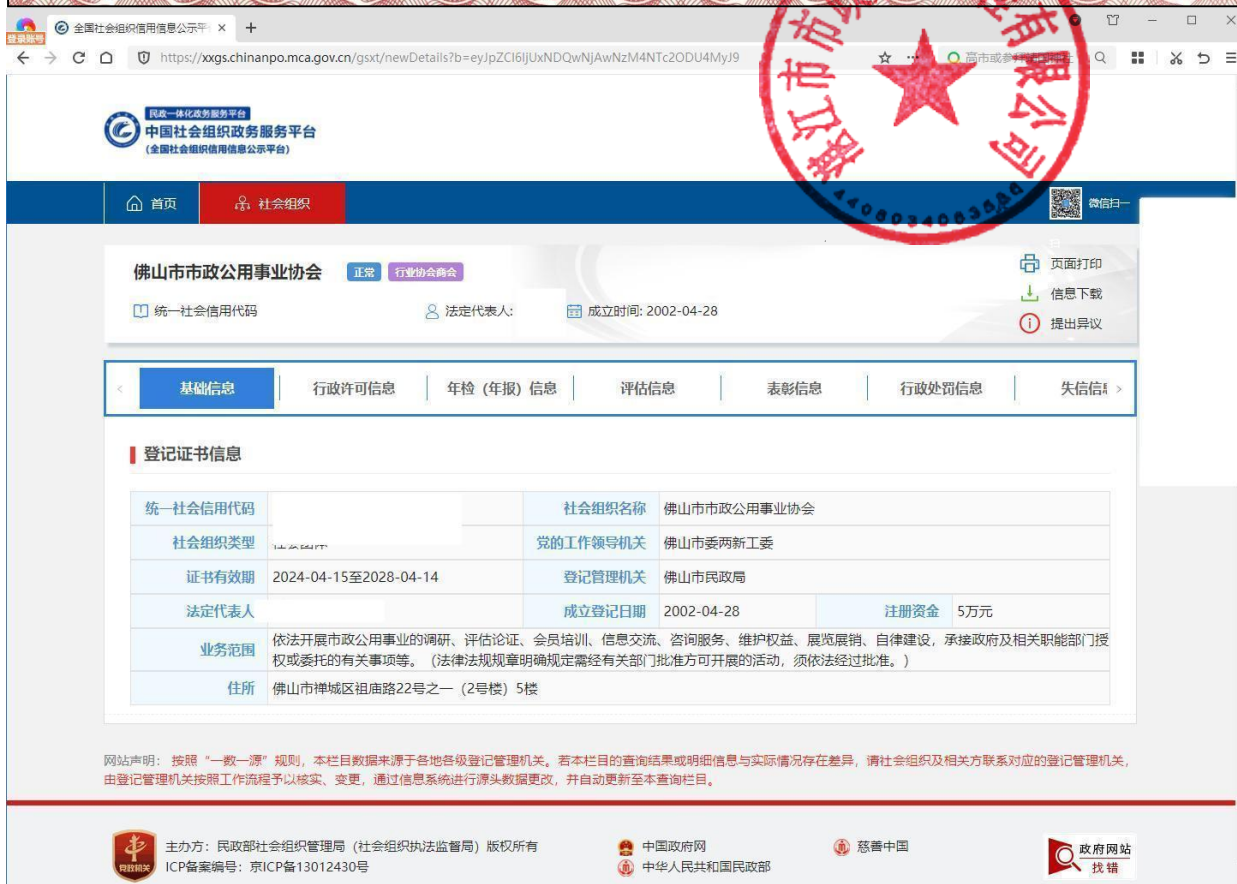 登录账号
全国社会组织信用信息公示平
https://xxgs.chinanpo.mca.gov.cn/gsxt/newDetails?b=eyJpZCI6IjUxNDQwNjAwNzM4NTc2ODU4MyJ9
民政一体化政务服务平台
中国社会组织政务服务平台
(全国社会组织信用信息公示平台)
首页 社会组织
微信扫一
佛山市市政公用事业协会 正常 行业协会商会
页面打印
统一社会信用代码 法定代表人: 成立时间: 2002-04-28
信息下载
提出异议
基础信息 行政许可信息 年检（年报）信息 评估信息 表彰信息 行政处罚信息 失信信
登记证书信息
统一社会信用代码 社会组织名称 佛山市市政公用事业协会
社会组织类型 社会团体 党的工作领导机关 佛山市委两新工委
证书有效期 2024-04-15至2028-04-14 登记管理机关 佛山市民政局
法定代表人 成立登记日期 2002-04-28 注册资金 5万元
业务范围 依法开展市政公用事业的调研、评估论证、会员培训、信息交流、咨询服务、维护权益、展览展销、自律建设，承接政府及相关职能部门授
权或委托的有关事项等。（法律法规规章明确规定需经有关部门批准方可开展的活动，须依法经过批准。）
住所 佛山市禅城区祖庙路22号之一（2号楼）5楼
网站声明： 按照“一数一源”规则，本栏目数据来源于各地各级登记管理机关。若本栏目的查询结果或明细信息与实际情况存在差异，请社会组织及相关方联系对应的登记管理机关，
由登记管理机关按照工作流程予以核实、变更，通过信息系统进行源头数据更改，并自动更新至本查询栏目。
主办方：民政部社会组织管理局（社会组织执法监督局）版权所有
ICP备案编号：京ICP备13012430号
党政机关
中国政府网
中华人民共和国民政部
慈善中国
政府网站
找错